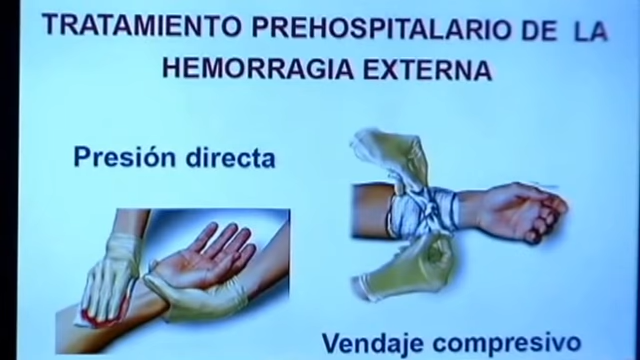 TRATAMIENTO PREHOSPITALARIO DE LA
HEMORRAGIA EXTERNA
Presión directa
Vendaje compresivo